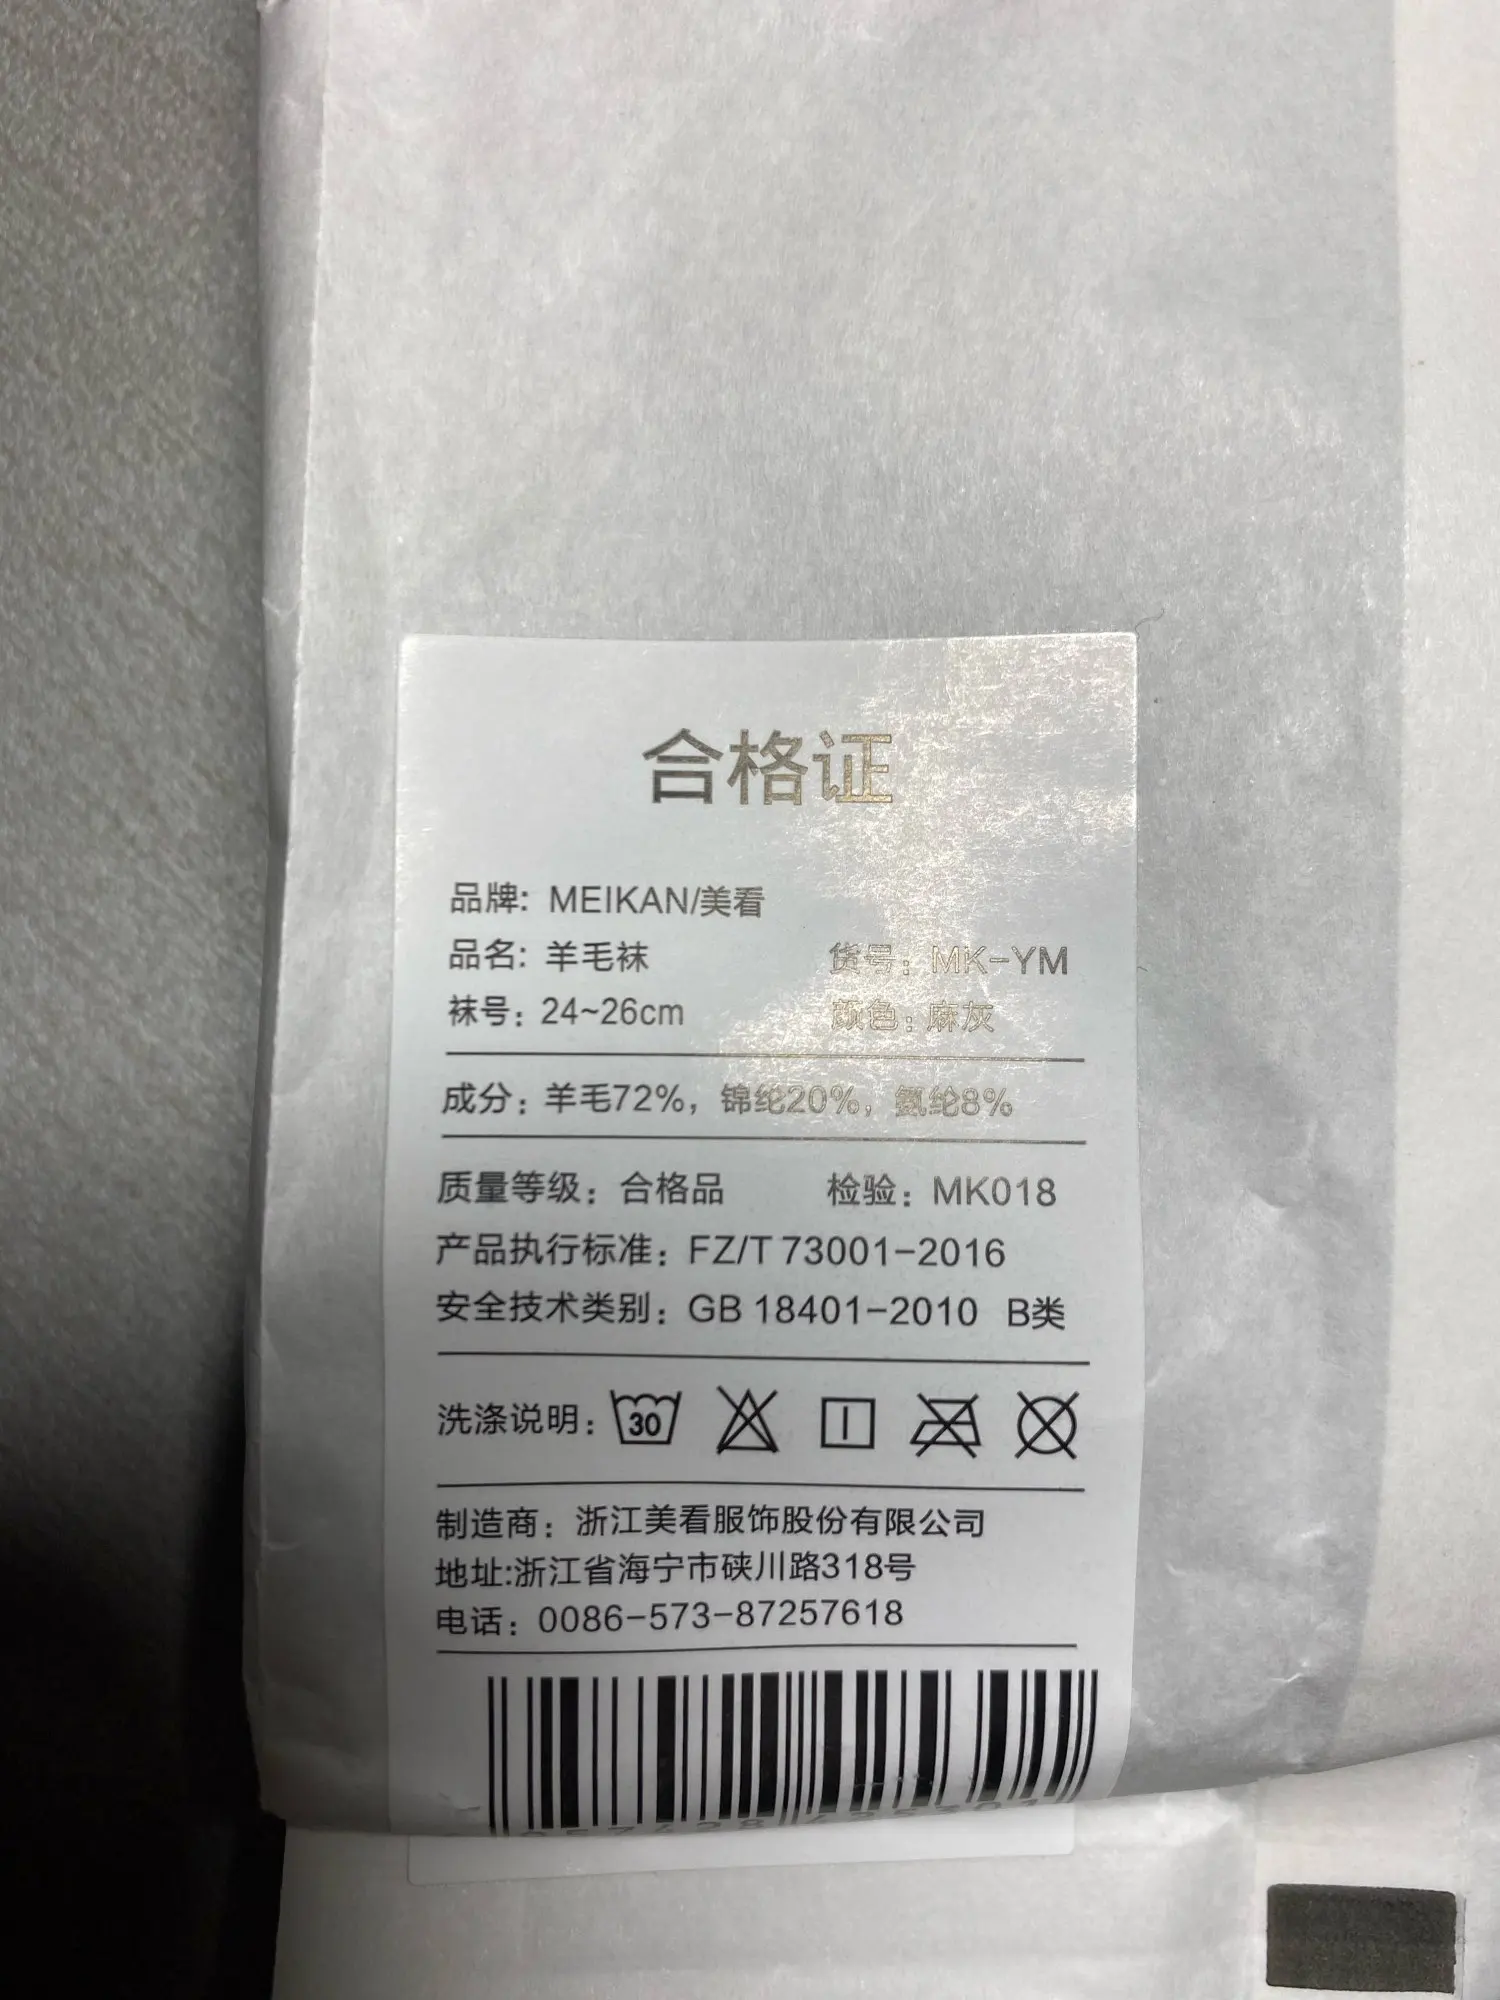 合格证
品牌: MEIKAN/美看
品名: 羊毛袜 货号: MK-YM
袜号: 24~26cm 颜色: 麻灰
成分: 羊毛72%, 锦纶20%, 氨纶8%
质量等级: 合格品 检验: MK018
产品执行标准: FZ/T 73001-2016
安全技术类别: GB 18401-2010 B类
洗涤说明: 30
制造商: 浙江美看服饰股份有限公司
地址:浙江省海宁市硖川路318号
电话: 0086-573-87257618